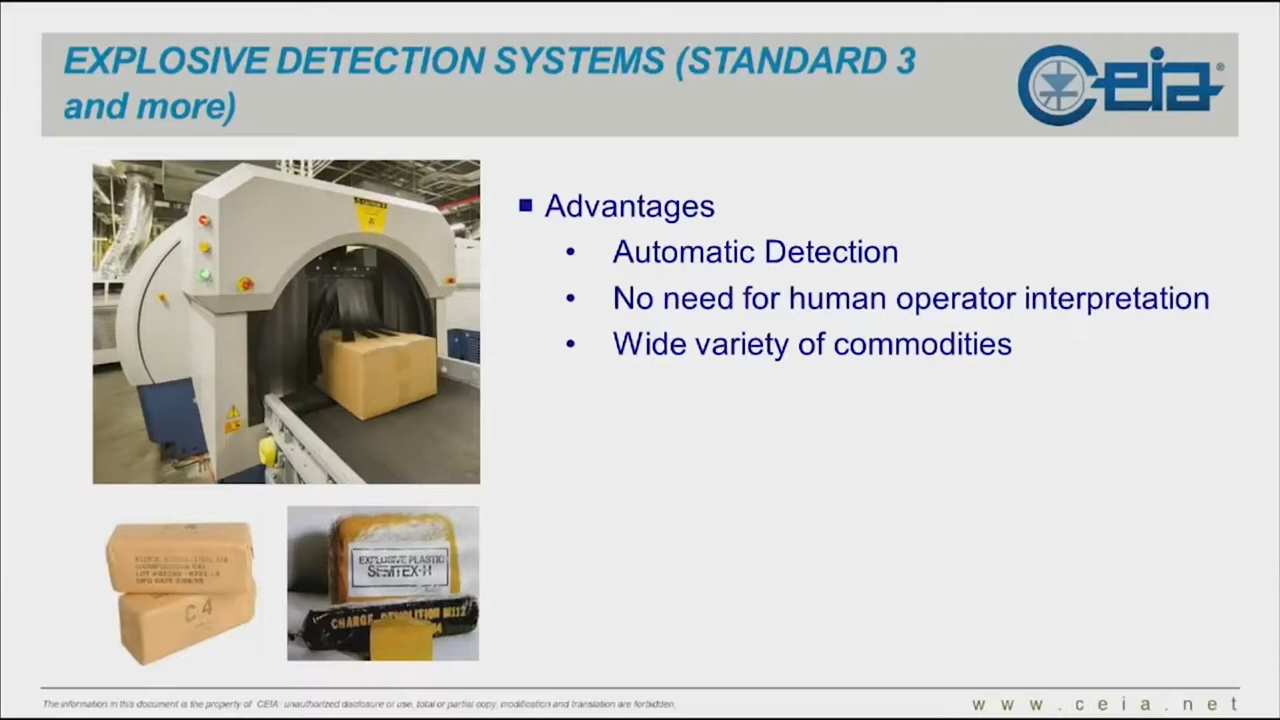 EXPLOSIVE DETECTION SYSTEMS (STANDARD 3
and more)
Ceia®
Advantages
• Automatic Detection
• No need for human operator interpretation
• Wide variety of commodities
C4
EXPLOSIVE PLASTIC
SEMTEX-H
CHARGE DEMOLITION M112
The information in this document is the property of CEIA: unauthorized disclosure or use, total or partial copy, modification and translation are forbidden.
www.ceia.net